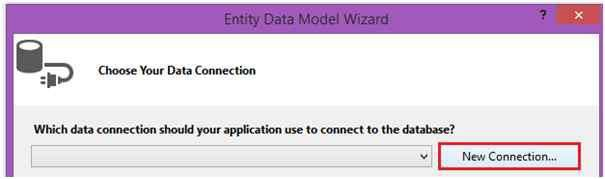 Entity Data Model Wizard
?
Choose Your Data Connection
Which data connection should your application use to connect to the database?
New Connection...